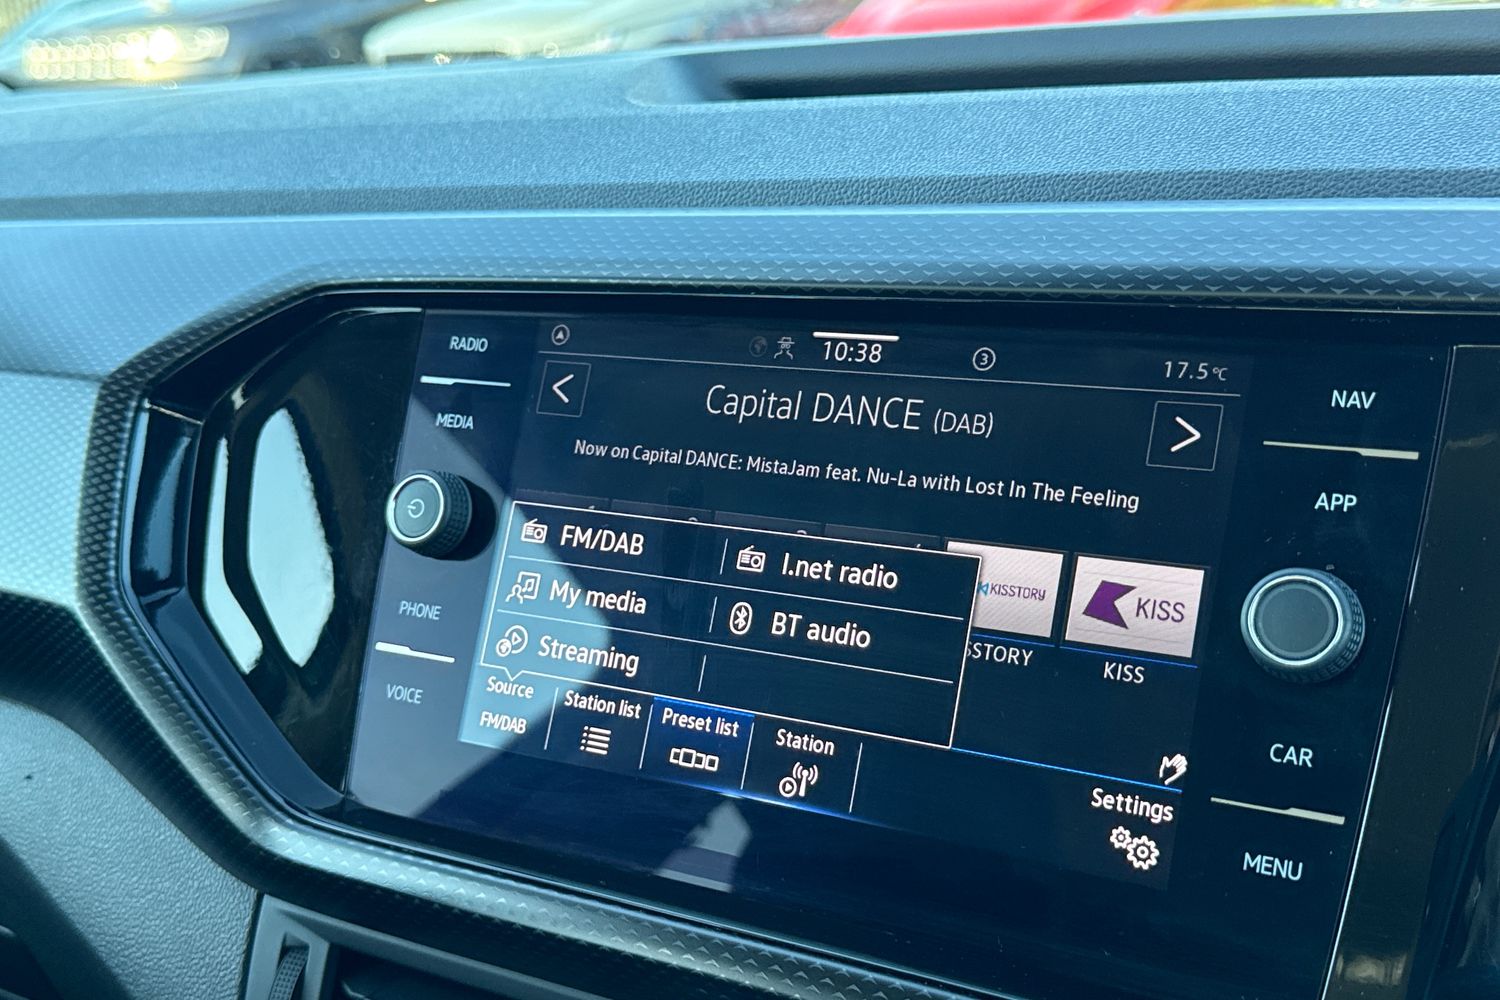 RADIO
MEDIA
PHONE
VOICE
10:38
3
17.5°C
Capital DANCE (DAB)
Now on Capital DANCE: MistaJam feat. Nu-La with Lost In The Feeling
FM/DAB
I.net radio
My media
BT audio
Streaming
KISSTORY
KISS
STORY
KISS
Source
FM/DAB
Station list
Preset list
Station
Settings
NAV
APP
CAR
MENU